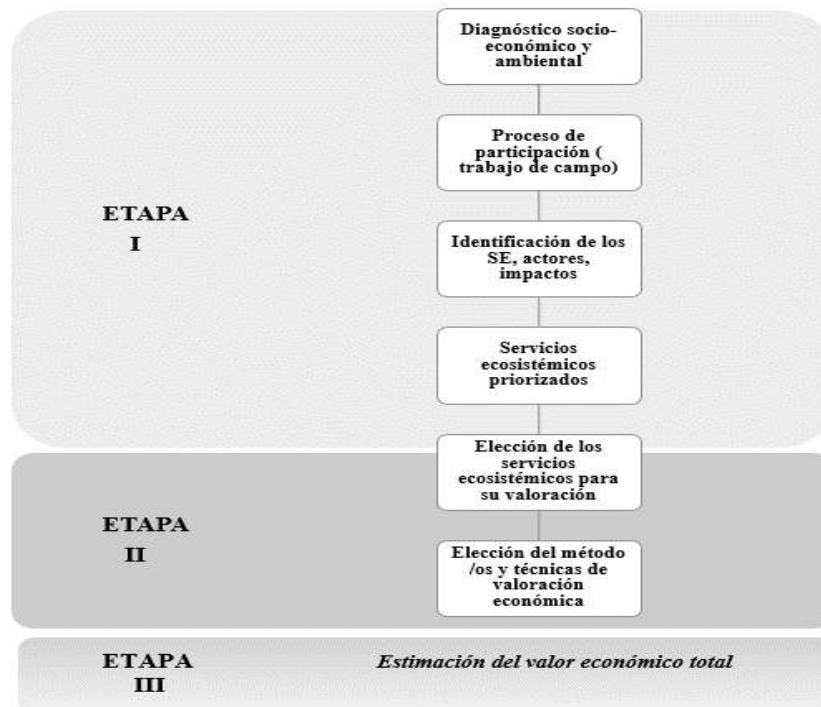 Diagnóstico socio-
económico y
ambiental
Proceso de
participación (
trabajo de campo)
ETAPA
I
Identificación de los
SE, actores,
impactos
Servicios
ecosistémicos
priorizados
Elección de los
servicios
ecosistémicos para
su valoración
ETAPA
II
Elección del método
/os y técnicas de
valoración
económica
ETAPA
III
Estimación del valor económico total